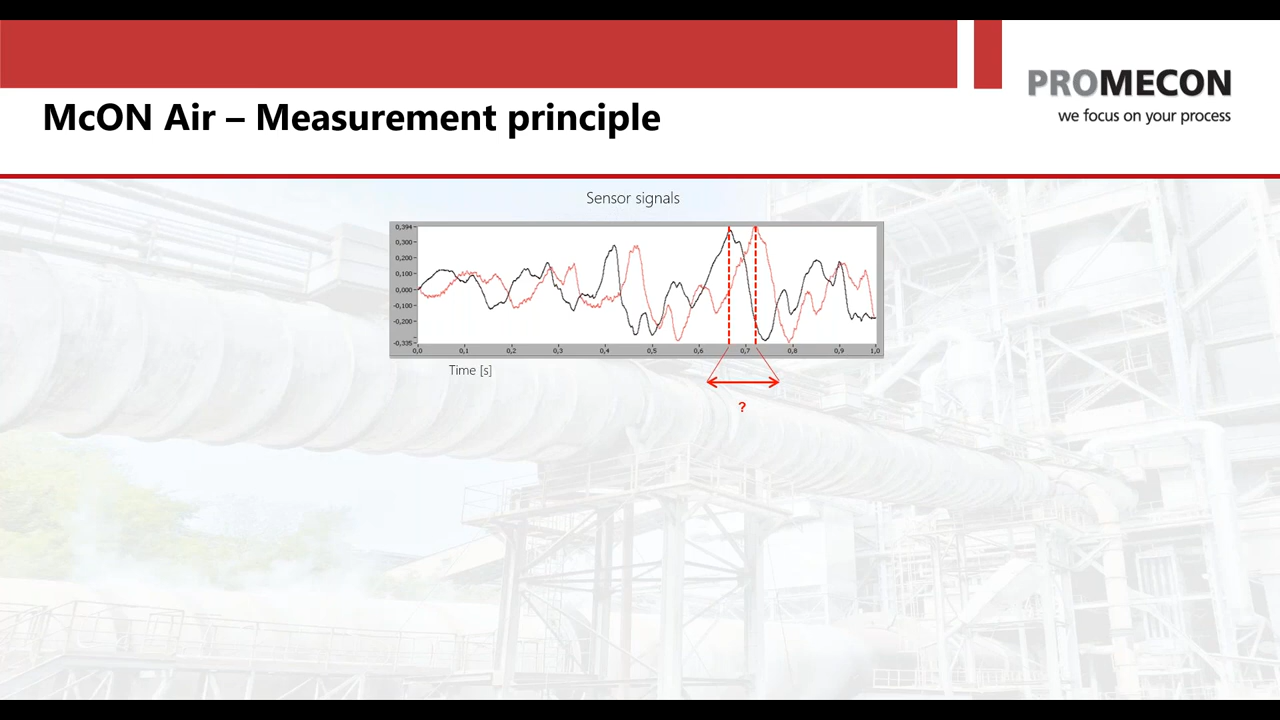 PROMECON
we focus on your process
McON Air – Measurement principle
Sensor signals
0,394
0,300
0,200
0,100
0,000
-0,100
-0,200
-0,335
0,0 0,1 0,2 0,3 0,4 0,5 0,6 0,7 0,8 0,9 1,0
Time [s]
?